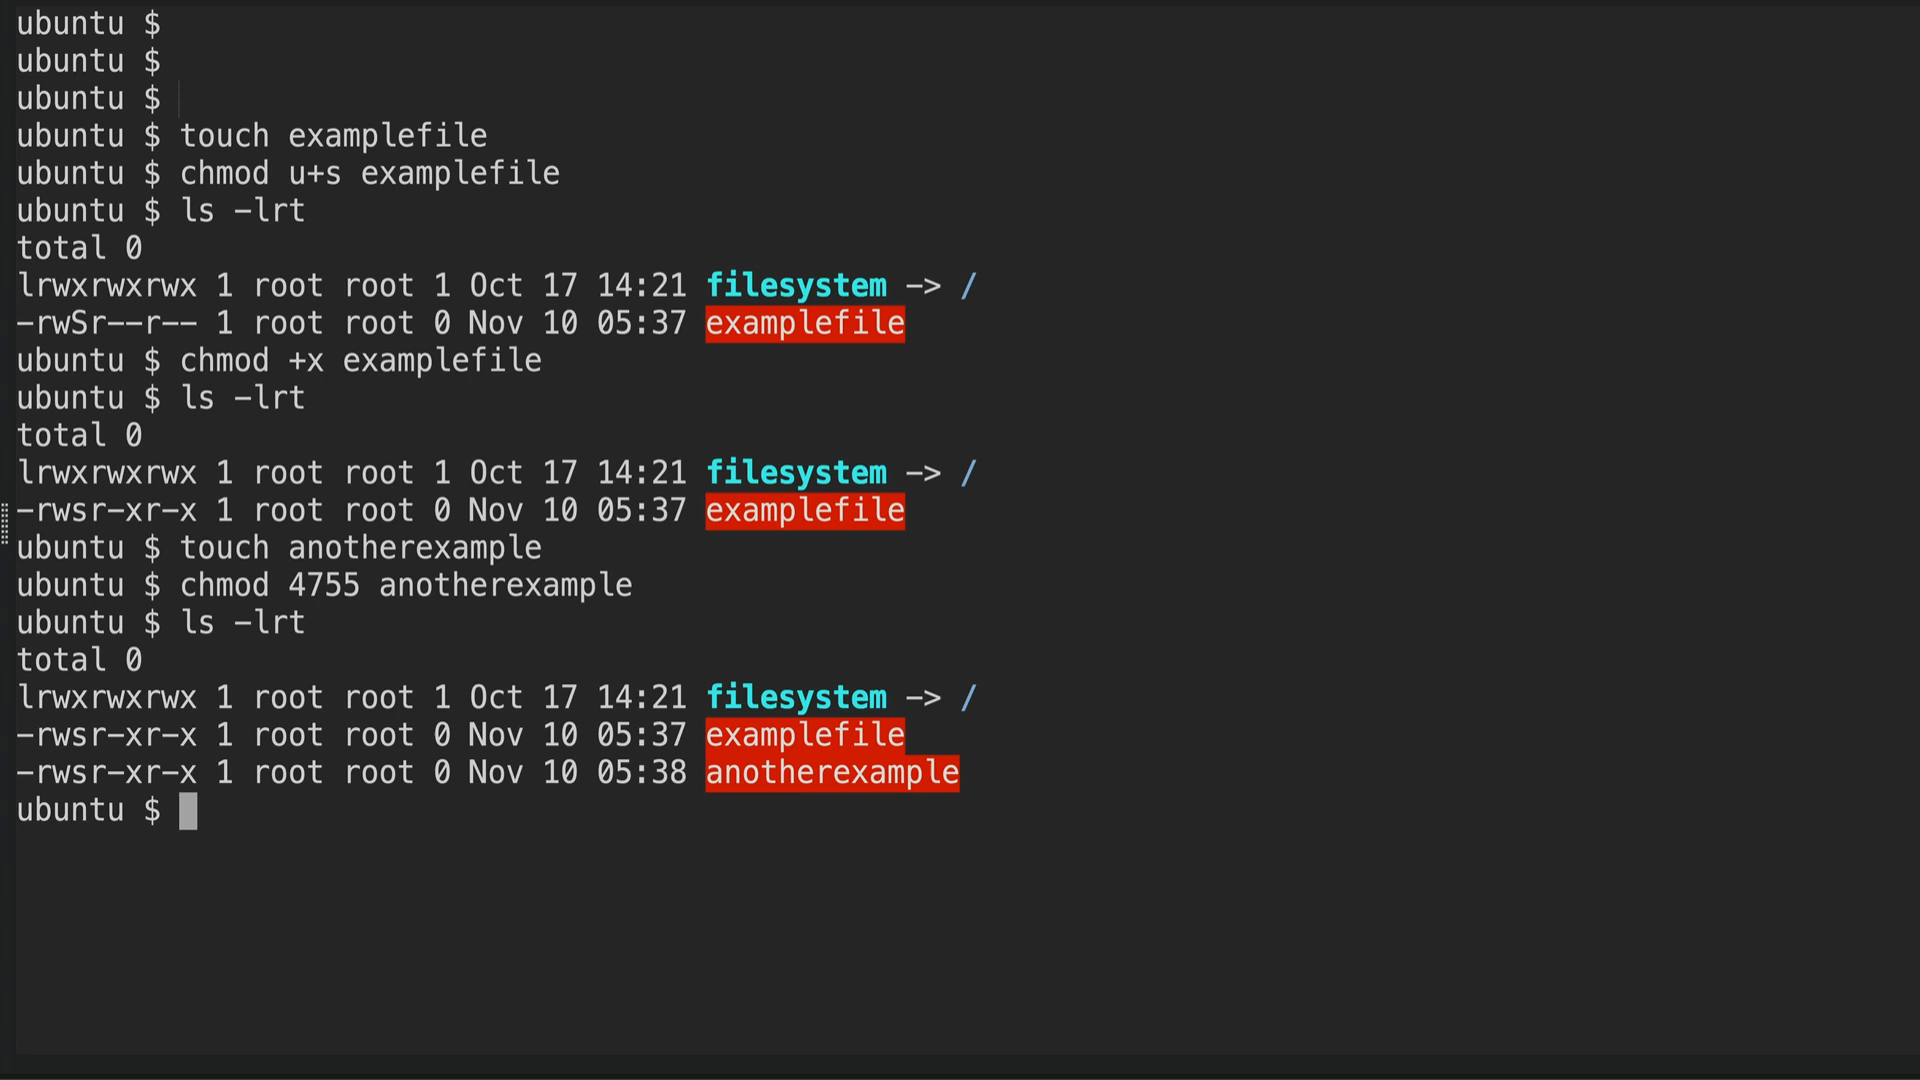 ubuntu $
ubuntu $
ubuntu $
ubuntu $ touch examplefile
ubuntu $ chmod u+s examplefile
ubuntu $ ls -lrt
total 0
lrwxrwxrwx 1 root root 1 Oct 17 14:21 filesystem -> /
-rwSr--r-- 1 root root 0 Nov 10 05:37 examplefile
ubuntu $ chmod +x examplefile
ubuntu $ ls -lrt
total 0
lrwxrwxrwx 1 root root 1 Oct 17 14:21 filesystem -> /
-rwsr-xr-x 1 root root 0 Nov 10 05:37 examplefile
ubuntu $ touch anotherexample
ubuntu $ chmod 4755 anotherexample
ubuntu $ ls -lrt
total 0
lrwxrwxrwx 1 root root 1 Oct 17 14:21 filesystem -> /
-rwsr-xr-x 1 root root 0 Nov 10 05:37 examplefile
-rwsr-xr-x 1 root root 0 Nov 10 05:38 anotherexample
ubuntu $